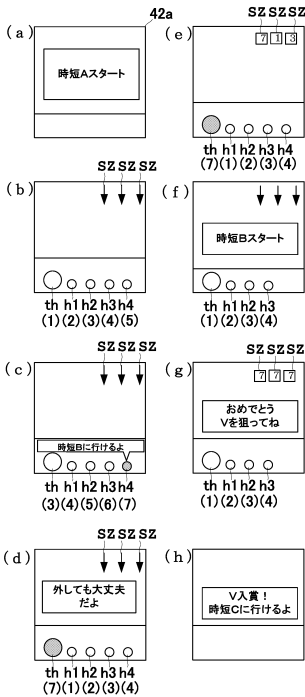 42a
(a)
時短Aスタート
(b)
SZ SZ SZ
th h1 h2 h3 h4
(1) (2) (3) (4) (5)
(c)
SZ SZ SZ
時短Bに行けるよ
th h1 h2 h3 h4
(3) (4) (5) (6) (7)
(d)
SZ SZ SZ
外しても大丈夫
だよ
th h1 h2 h3 h4
(7) (1) (2) (3) (4)
(e)
SZ SZ SZ
7 1 3
th h1 h2 h3 h4
(7) (1) (2) (3) (4)
(f)
時短Bスタート
th h1 h2 h3
(1) (2) (3) (4)
(g)
SZ SZ SZ
7 7 7
おめでとう
Vを狙ってね
th h1 h2 h3
(1) (2) (3) (4)
(h)
V入賞！
時短Cに行けるよ